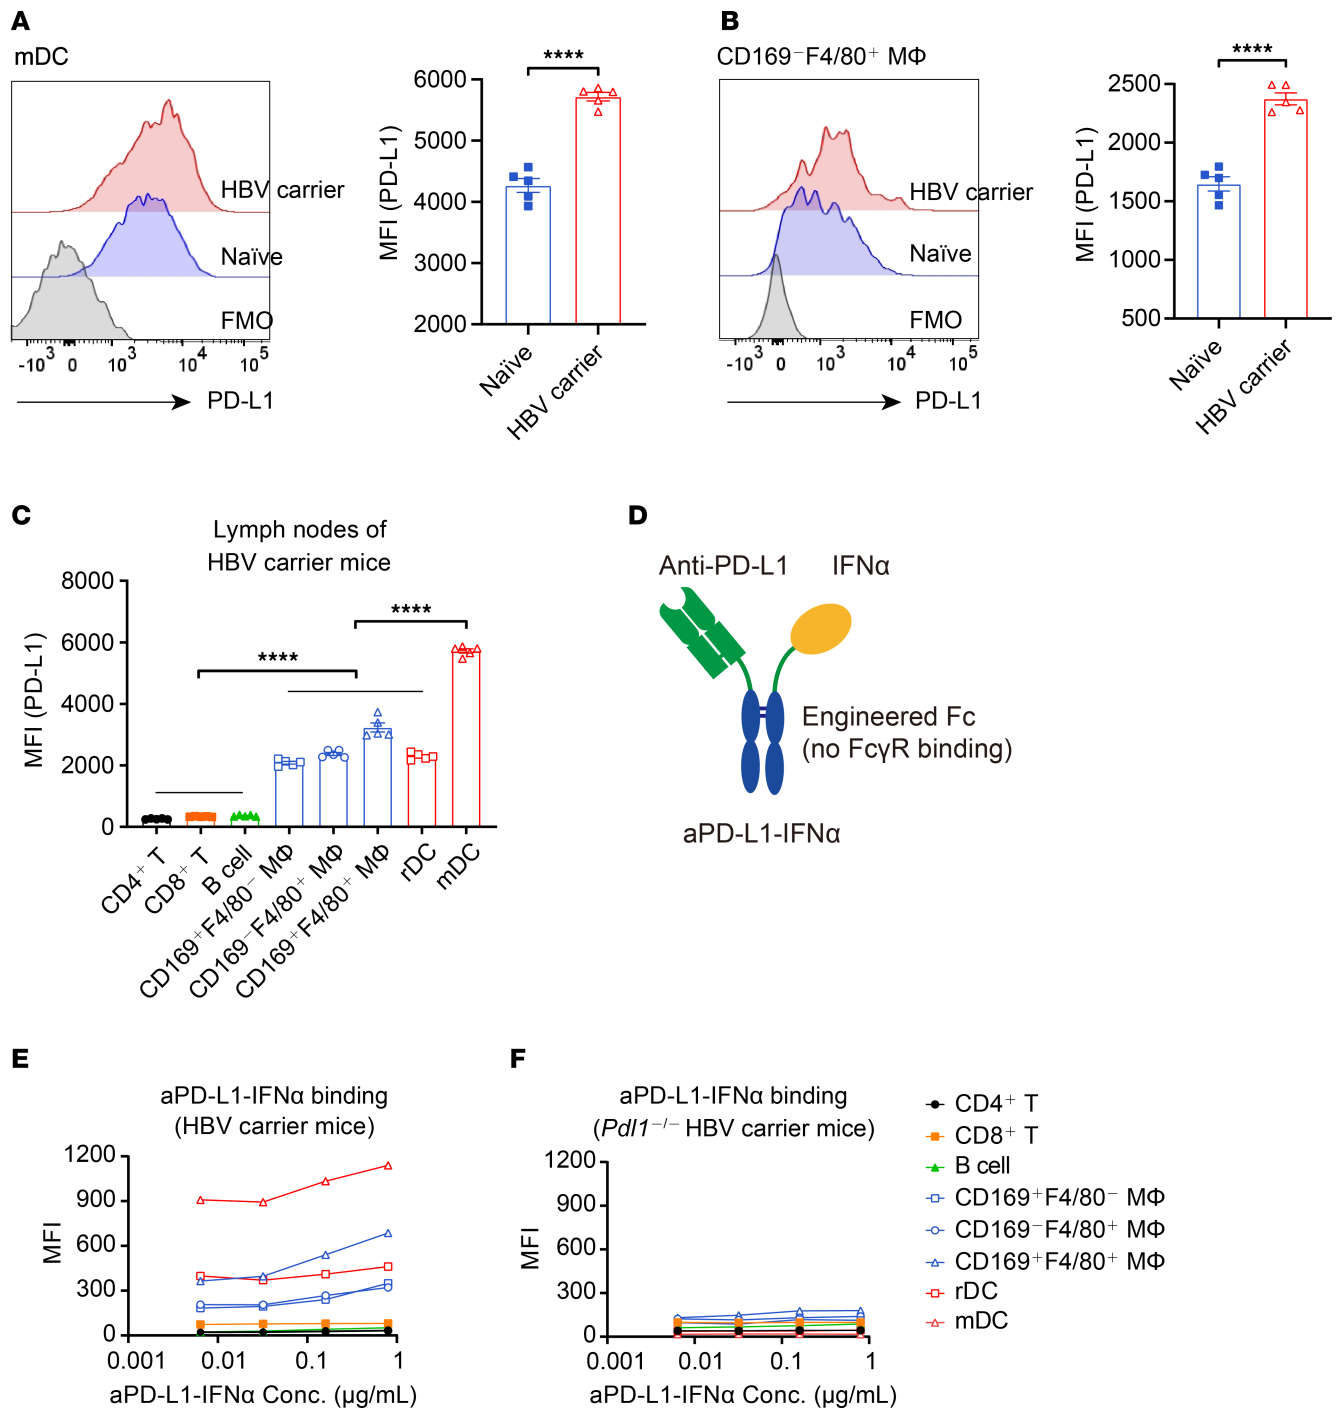 A
mDC
HBV carrier
Naïve
FMO
-10³ 0 10³ 10⁴ 10⁵
PD-L1
****
MFI (PD-L1)
6000
5000
4000
3000
2000
Naïve
HBV carrier
B
CD169⁻F4/80⁺ MΦ
HBV carrier
Naïve
FMO
-10³ 0 10³ 10⁴ 10⁵
PD-L1
****
MFI (PD-L1)
2500
2000
1500
1000
500
Naïve
HBV carrier
C
Lymph nodes of
HBV carrier mice
MFI (PD-L1)
8000
6000
4000
2000
0
****
****
CD4⁺ T
CD8⁺ T
B cell
CD169⁺F4/80⁻ MΦ
CD169⁻F4/80⁺ MΦ
CD169⁺F4/80⁺ MΦ
rDC
mDC
D
Anti-PD-L1 IFNα
Engineered Fc
(no FcγR binding)
aPD-L1-IFNα
E
aPD-L1-IFNα binding
(HBV carrier mice)
MFI
1200
900
600
300
0
0.001 0.01 0.1 1
aPD-L1-IFNα Conc. (μg/mL)
F
aPD-L1-IFNα binding
(Pdl1⁻/⁻ HBV carrier mice)
MFI
1200
900
600
300
0
0.001 0.01 0.1 1
aPD-L1-IFNα Conc. (μg/mL)
CD4⁺ T
CD8⁺ T
B cell
CD169⁺F4/80⁻ MΦ
CD169⁻F4/80⁺ MΦ
CD169⁺F4/80⁺ MΦ
rDC
mDC